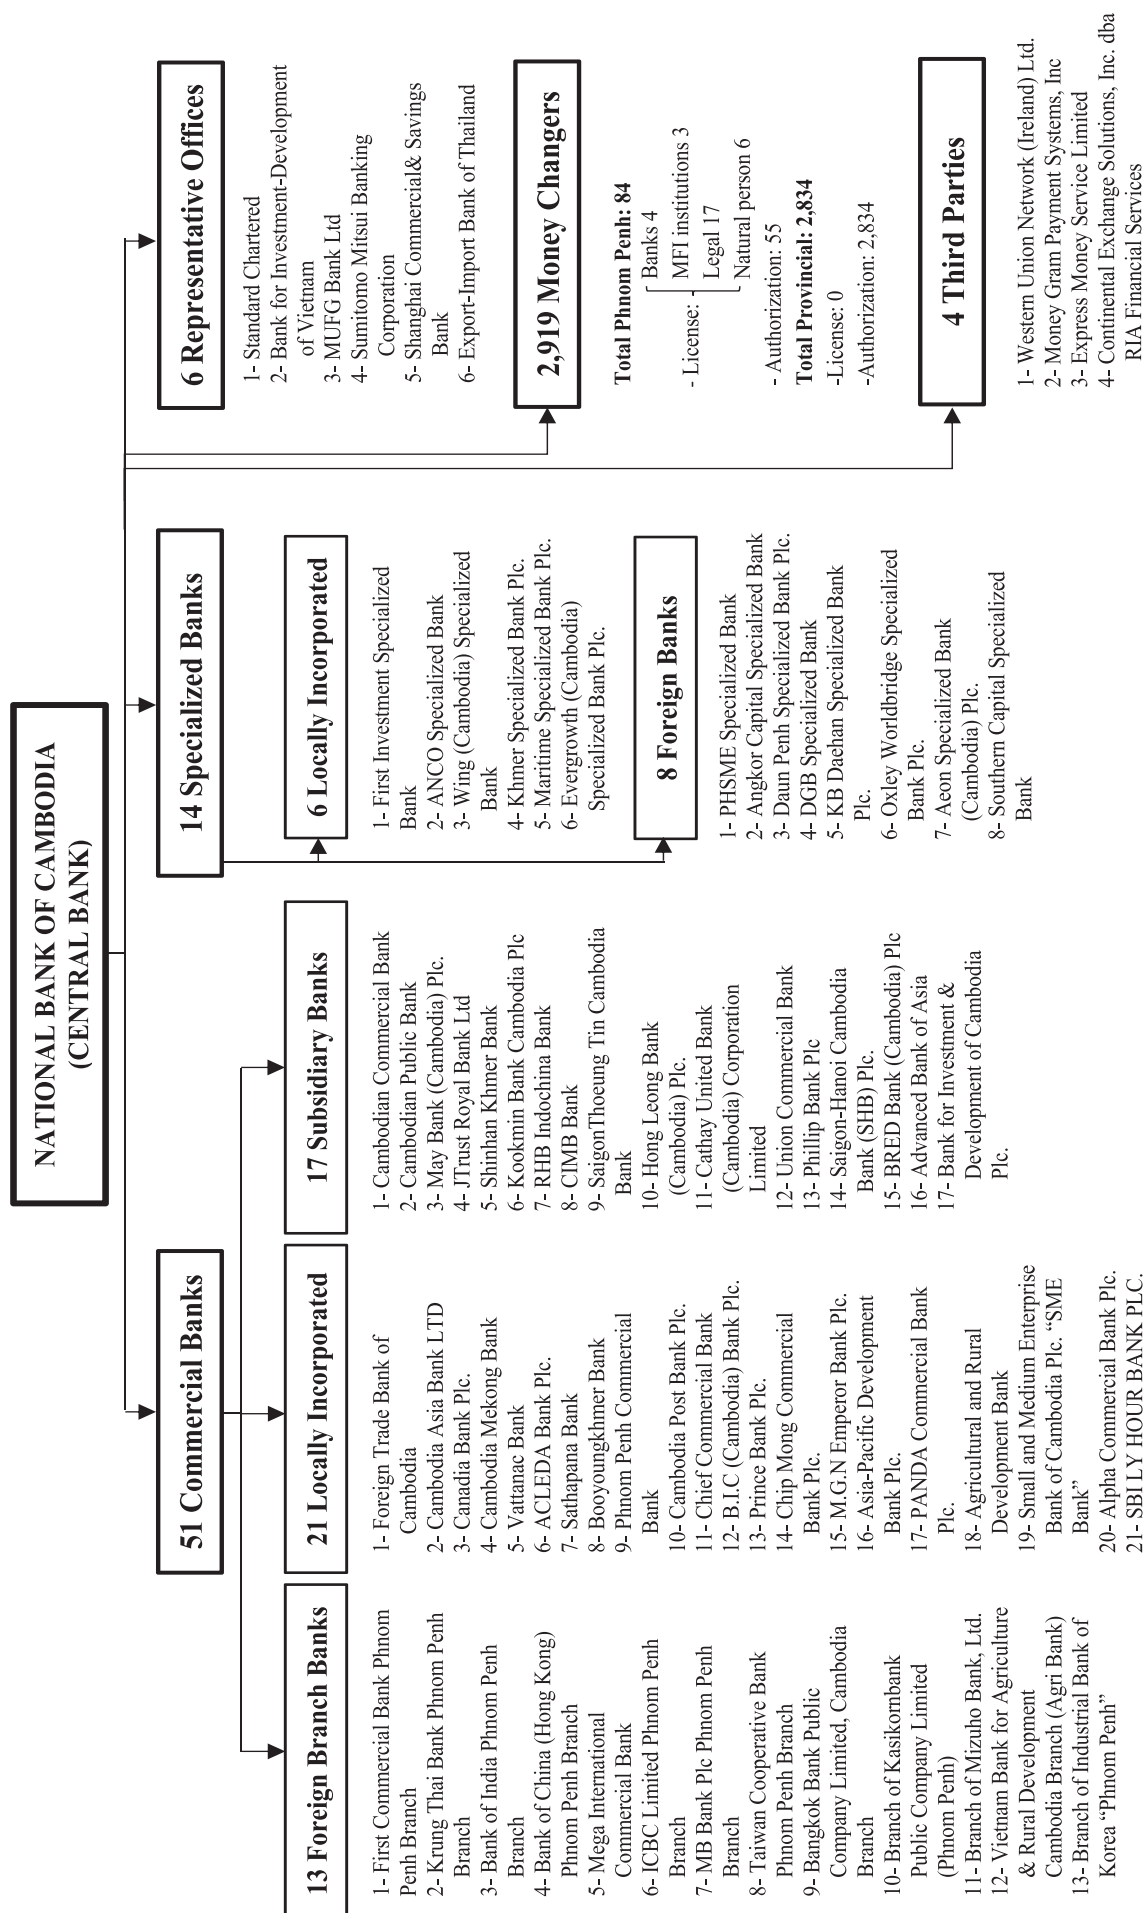 NATIONAL BANK OF CAMBODIA
(CENTRAL BANK)
51 Commercial Banks
13 Foreign Branch Banks
1- First Commercial Bank Phnom
Penh Branch
2- Krung Thai Bank Phnom Penh
Branch
3- Bank of India Phnom Penh
Branch
4- Bank of China (Hong Kong)
Phnom Penh Branch
5- Mega International
Commercial Bank
6- ICBC Limited Phnom Penh
Branch
7- MB Bank Plc Phnom Penh
Branch
8- Taiwan Cooperative Bank
Phnom Penh Branch
9- Bangkok Bank Public
Company Limited, Cambodia
Branch
10- Branch of Kasikornbank
Public Company Limited
(Phnom Penh)
11- Branch of Mizuho Bank, Ltd.
12- Vietnam Bank for Agriculture
& Rural Development
Cambodia Branch (Agri Bank)
13- Branch of Industrial Bank of
Korea “Phnom Penh”
21 Locally Incorporated
1- Foreign Trade Bank of
Cambodia
2- Cambodia Asia Bank LTD
3- Canadia Bank Plc.
4- Cambodia Mekong Bank
5- Vattanac Bank
6- ACLEDA Bank Plc.
7- Sathapana Bank
8- Booyoungkhmer Bank
9- Phnom Penh Commercial
Bank
10- Cambodia Post Bank Plc.
11- Chief Commercial Bank
12- B.I.C (Cambodo) Bank Plc.
13- Prince Bank Plc.
14- Chip Mong Commercial
Bank Plc.
15- M.G.N Emperor Bank Plc.
16- Asia-Pacific Development
Bank Plc.
17- PANDA Commercial Bank
Plc.
18- Agricultural and Rural
Development Bank
19- Small and Medium Enterprise
Bank of Cambodia Plc. “SME
Bank”
20- Alpha Commercial Bank Plc.
21- SBI LY HOUR BANK PLC.
17 Subsidiary Banks
1- Cambodian Commercial Bank
2- Cambodian Public Bank
3- May Bank (Cambodia) Plc.
4- JTrust Royal Bank Ltd
5- Shinhan Khmer Bank
6- Kookmin Bank Cambodia Plc
7- RHB Indochina Bank
8- CIMB Bank
9- SaigonThoeung Tin Cambodia
Bank
10- Hong Leong Bank
(Cambodia) Plc.
11- Cathay United Bank
(Cambodia) Corporation
Limited
12- Union Commercial Bank
13- Phillip Bank Plc
14- Saigon-Hanoi Cambodia
Bank (SHB) Plc.
15- BRED Bank (Cambodia) Plc
16- Advanced Bank of Asia
17- Bank for Investment &
Development of Cambodia
Plc.
14 Specialized Banks
6 Locally Incorporated
1- First Investment Specialized
Bank
2- ANCO Specialized Bank
3- Wing (Cambodia) Specialized
Bank
4- Khmer Specialized Bank Plc.
5- Maritime Specialized Bank Plc.
6- Evergrowth (Cambodia)
Specialized Bank Plc.
8 Foreign Banks
1- PHSME Specialized Bank
2- Angkor Capital Specialized Bank
3- Daun Penh Specialized Bank Plc.
4- DGB Specialized Bank
5-KB Daehan Specialized Bank
Plc.
6- Oxley Worldbridge Specialized
Bank Plc.
7- Aeon Specialized Bank
(Cambodia) Plc.
8- Southern Capital Specialized
Bank
6 Representative Offices
1- Standard Chartered
2- Bank for Investment-Development
of Vietnam
3- MUFG Bank Ltd
4- Sumitomo Mitsui Banking
Corporation
5- Shanghai Commercial& Savings
Bank
6- Export-Import Bank of Thailand
2,919 Money Changers
Total Phnom Penh: 84
- License:
Banks 4
MFI institutions 3
Legal 17
Natural person 6
- Authorization: 55
Total Provincial: 2,834
-License: 0
-Authorization: 2,834
4 Third Parties
1- Western Union Network (Ireland) Ltd.
2- Money Gram Payment Systems, Inc
3- Express Money Service Limited
4- Continental Exchange Solutions, Inc. dba
RIA Financial Services